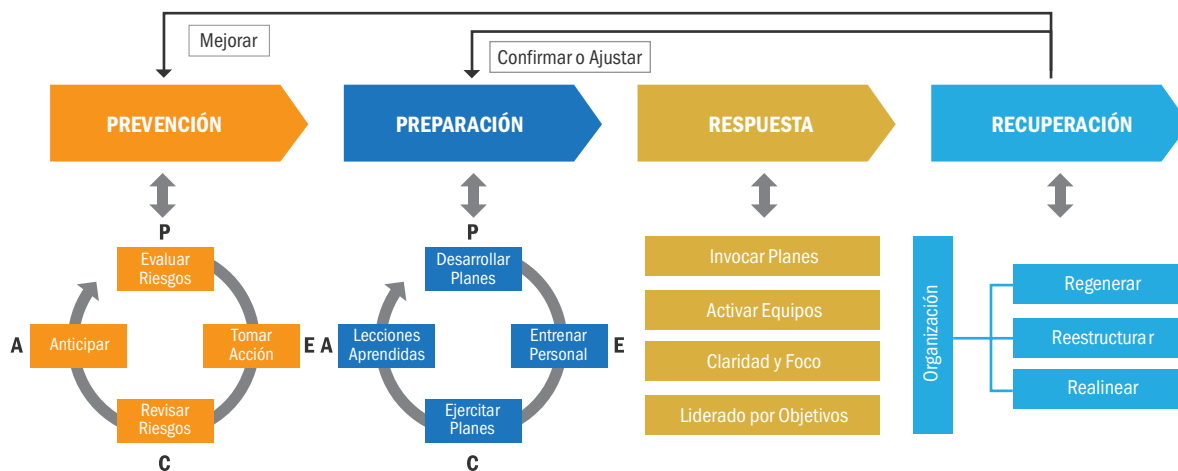 Mejorar
Confirmar o Ajustar
PREVENCIÓN
PREPARACIÓN
RESPUESTA
RECUPERACIÓN
P
Evaluar
Riesgos
A
Anticipar
Tomar
Acción
E
Revisar
Riesgos
C
P
Desarrollar
Planes
A
Lecciones
Aprendidas
Entrenar
Personal
E
Ejercitar
Planes
C
Invocar Planes
Activar Equipos
Claridad y Foco
Liderado por Objetivos
Organización
Regenerar
Reestructurar
Realinear